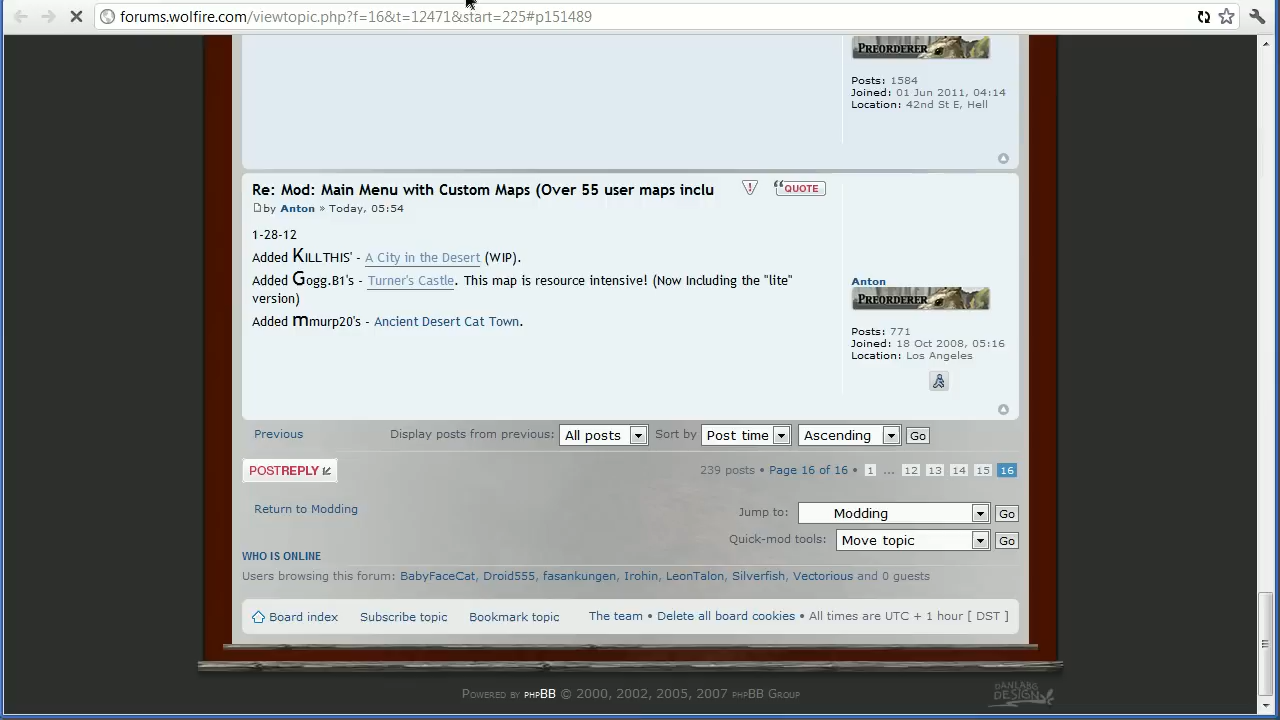 forums.wolfire.com/viewtopic.php?f=16&t=12471&start=225#p151489
PREORDERER
Posts: 1584
Joined: 01 Jun 2011, 04:14
Location: 42nd St E, Hell
Re: Mod: Main Menu with Custom Maps (Over 55 user maps inclu
QUOTE
by Anton » Today, 05:54
1-28-12
Added KILLTHIS' - A City in the Desert (WIP).
Added Gogg.B1's - Turner's Castle. This map is resource intensive! (Now Including the "lite"
version)
Added mmurp20's - Ancient Desert Cat Town.
Anton
PREORDERER
Posts: 771
Joined: 18 Oct 2008, 05:16
Location: Los Angeles
Previous
Display posts from previous: All posts Sort by Post time Ascending Go
POSTREPLY
239 posts • Page 16 of 16 • 1 ... 12 13 14 15 16
Return to Modding
Jump to: Modding Go
Quick-mod tools: Move topic Go
WHO IS ONLINE
Users browsing this forum: BabyFaceCat, Droid555, fasankungen, Irohin, LeonTalon, Silverfish, Vectorious and 0 guests
Board index Subscribe topic Bookmark topic The team • Delete all board cookies • All times are UTC + 1 hour [ DST ]
POWERED BY PHPBB © 2000, 2002, 2005, 2007 PHPBB GROUP
DANLABS
DESIGN